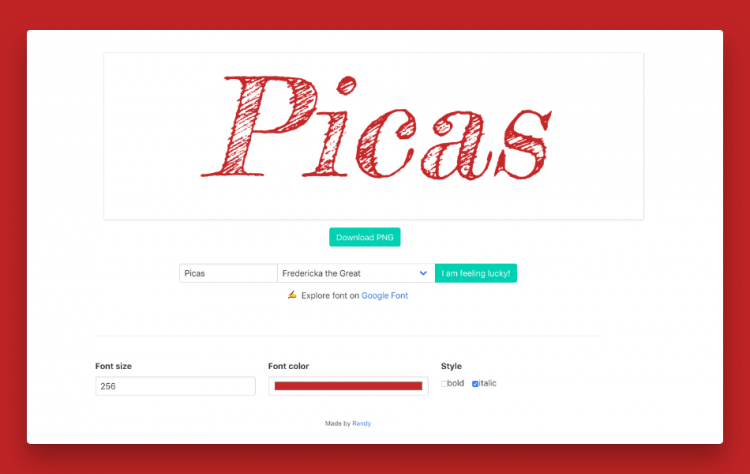 Picas
Download PNG
Picas Fredericka the Great I am feeling lucky!
✍️ Explore font on Google Font
Font size Font color Style
256 bold italic
Made by Randy